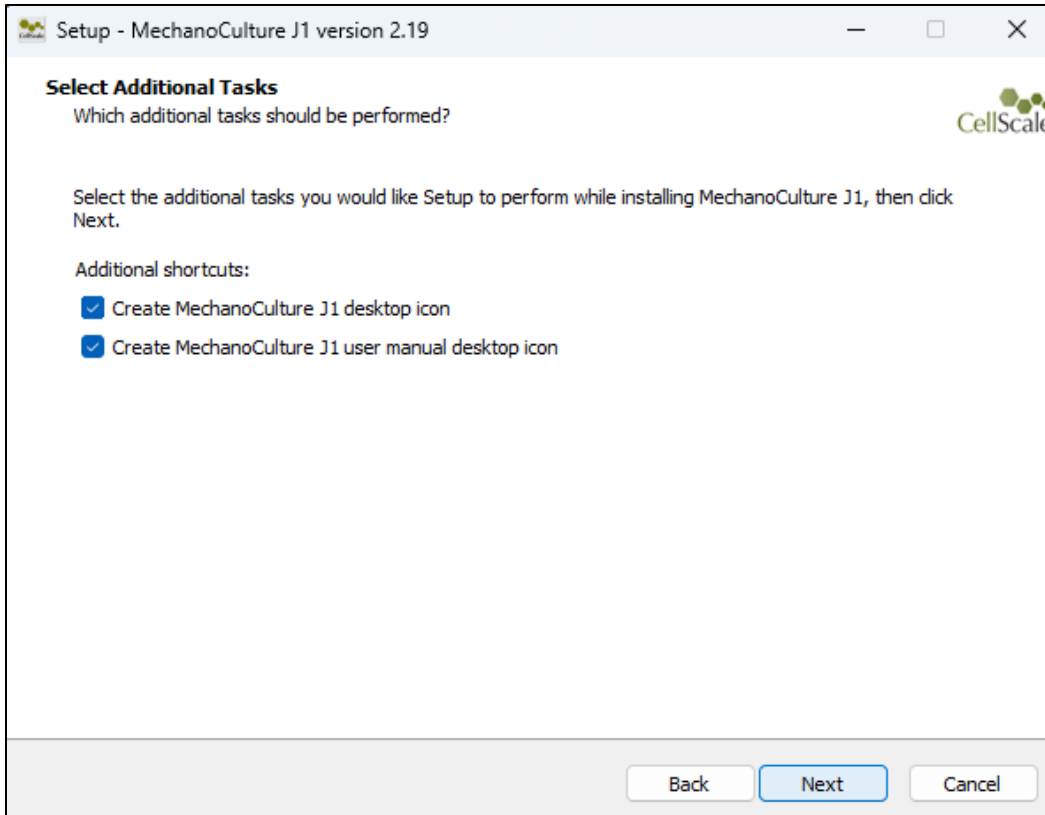 Setup - MechanoCulture J1 version 2.19
Select Additional Tasks
Which additional tasks should be performed?
CellScale
Select the additional tasks you would like Setup to perform while installing MechanoCulture J1, then click
Next.
Additional shortcuts:
Create MechanoCulture J1 desktop icon
Create MechanoCulture J1 user manual desktop icon
Back
Next
Cancel